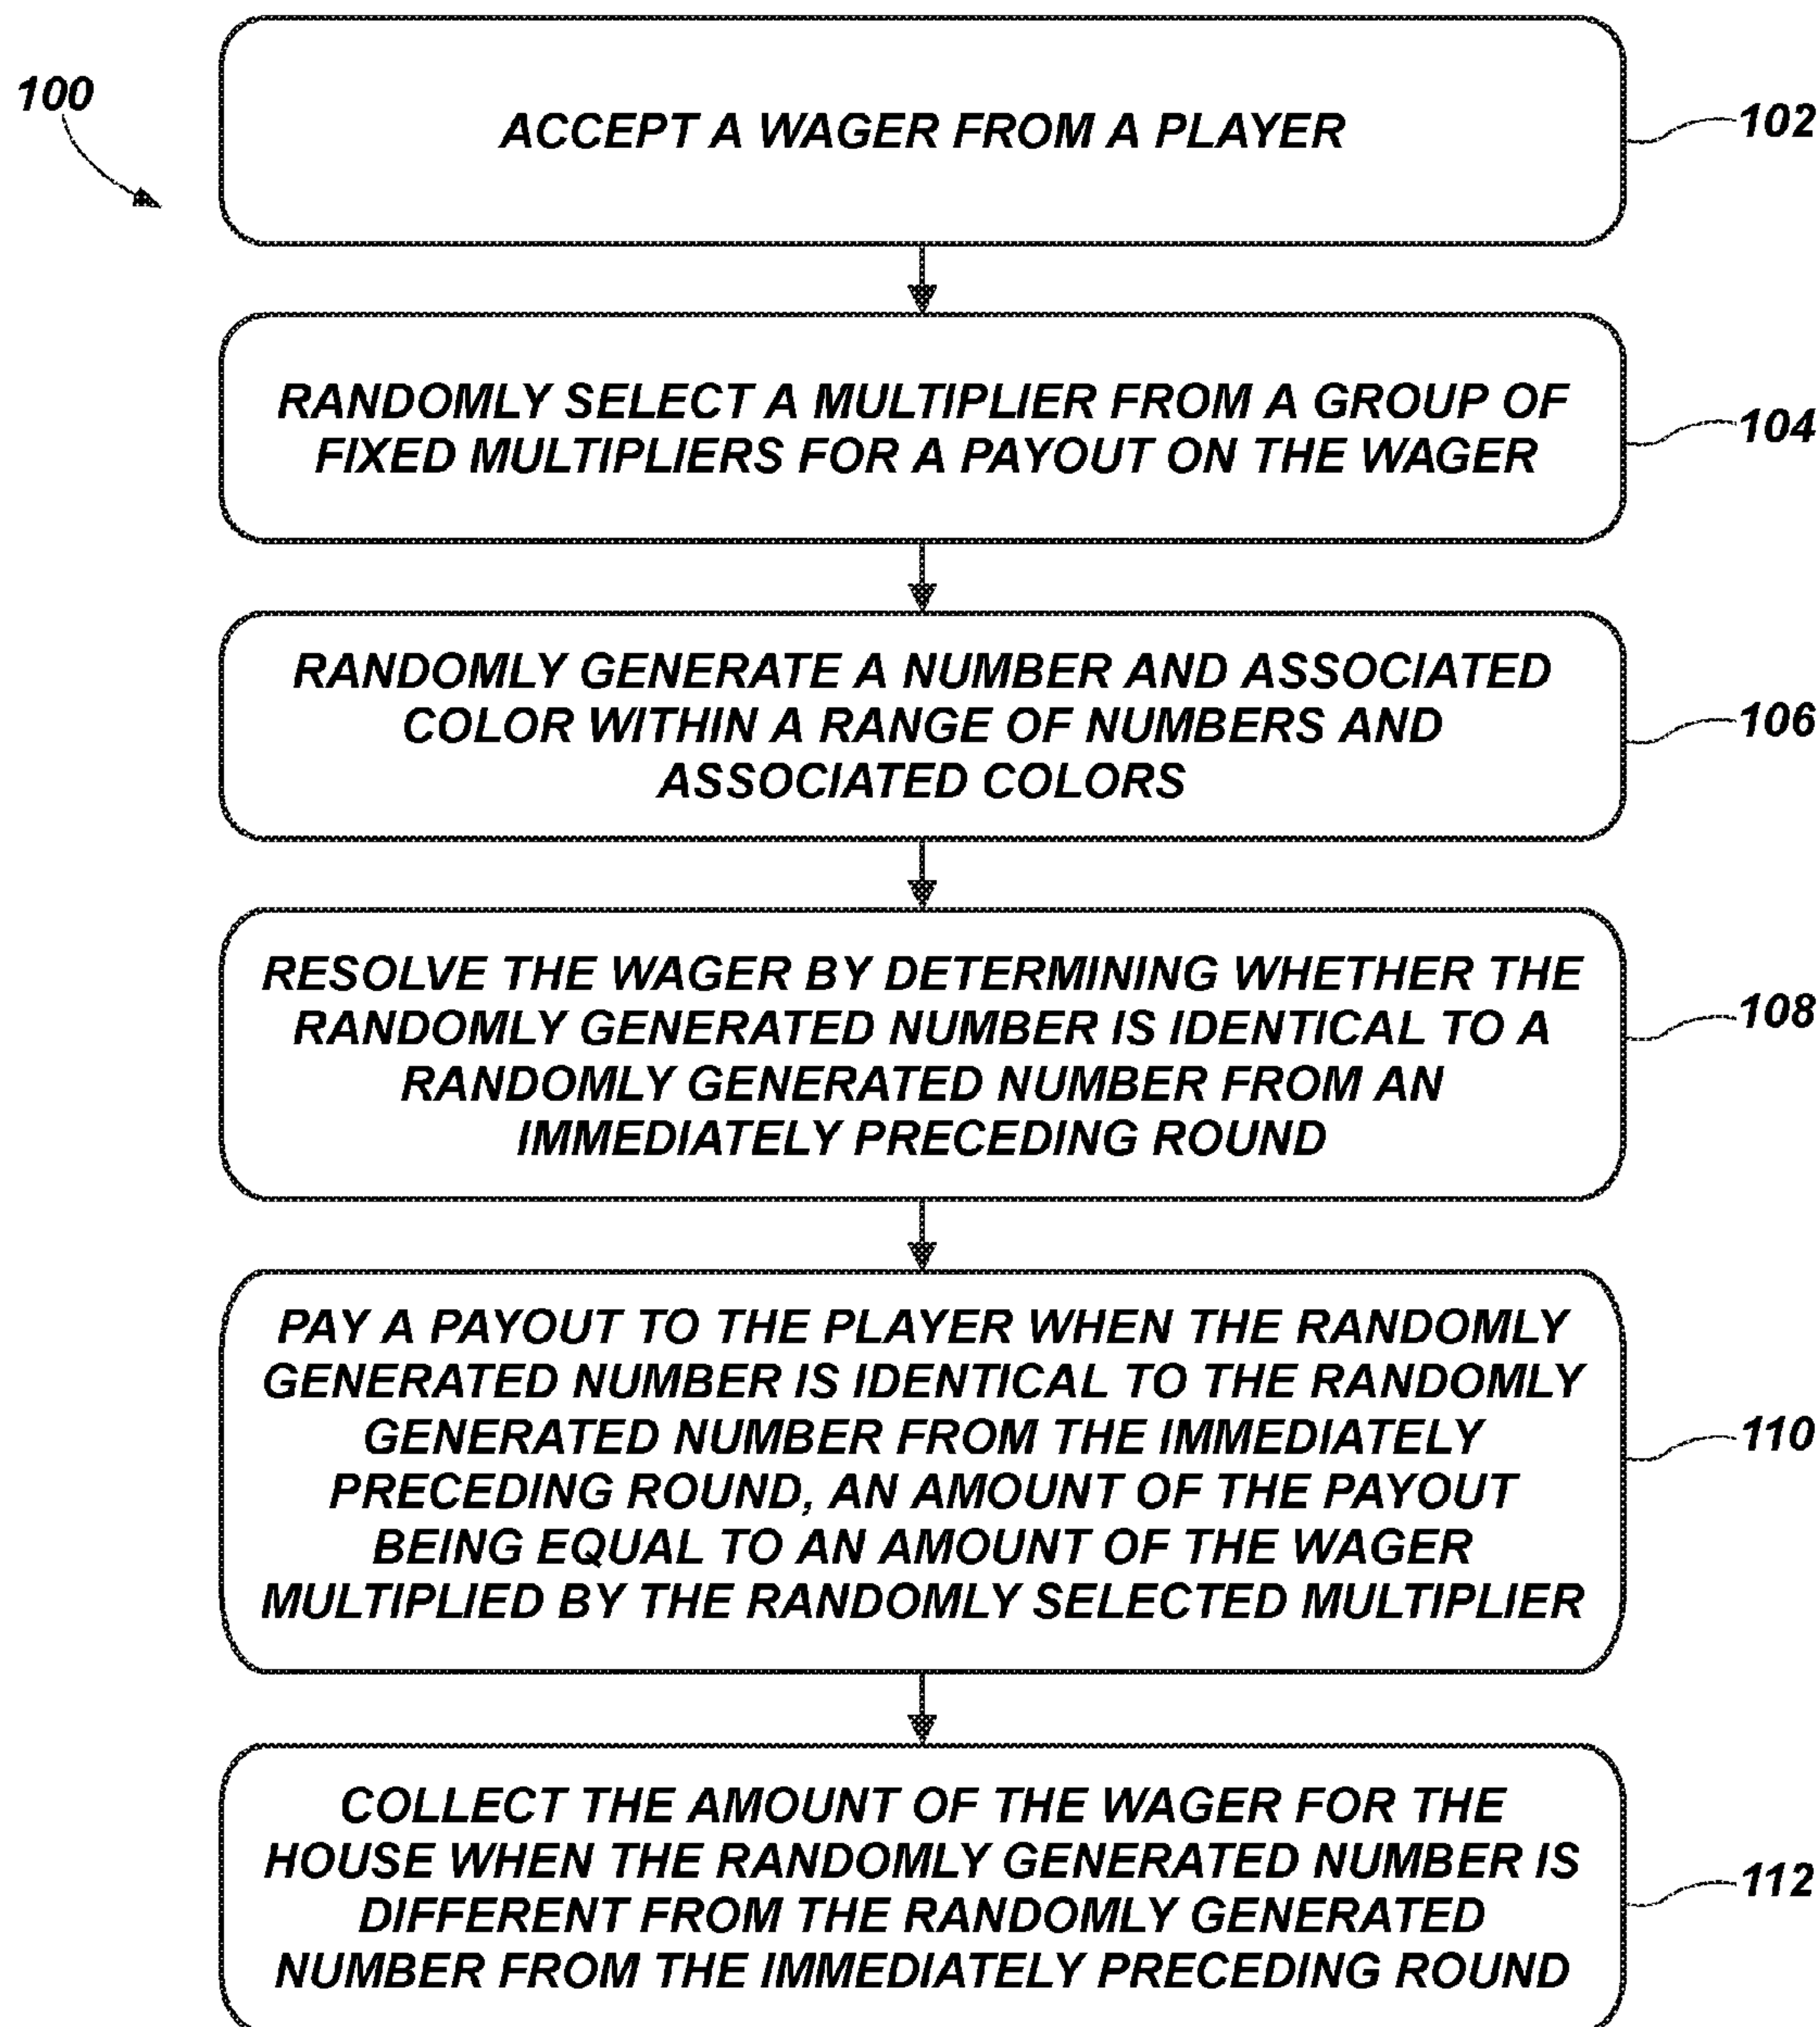 100
ACCEPT A WAGER FROM A PLAYER
102
RANDOMLY SELECT A MULTIPLIER FROM A GROUP OF
FIXED MULTIPLIERS FOR A PAYOUT ON THE WAGER
104
RANDOMLY GENERATE A NUMBER AND ASSOCIATED
COLOR WITHIN A RANGE OF NUMBERS AND
ASSOCIATED COLORS
106
RESOLVE THE WAGER BY DETERMINING WHETHER THE
RANDOMLY GENERATED NUMBER IS IDENTICAL TO A
RANDOMLY GENERATED NUMBER FROM AN
IMMEDIATELY PRECEDING ROUND
108
PAY A PAYOUT TO THE PLAYER WHEN THE RANDOMLY
GENERATED NUMBER IS IDENTICAL TO THE RANDOMLY
GENERATED NUMBER FROM THE IMMEDIATELY
PRECEDING ROUND, AN AMOUNT OF THE PAYOUT
BEING EQUAL TO AN AMOUNT OF THE WAGER
MULTIPLIED BY THE RANDOMLY SELECTED MULTIPLIER
110
COLLECT THE AMOUNT OF THE WAGER FOR THE
HOUSE WHEN THE RANDOMLY GENERATED NUMBER IS
DIFFERENT FROM THE RANDOMLY GENERATED
NUMBER FROM THE IMMEDIATELY PRECEDING ROUND
112